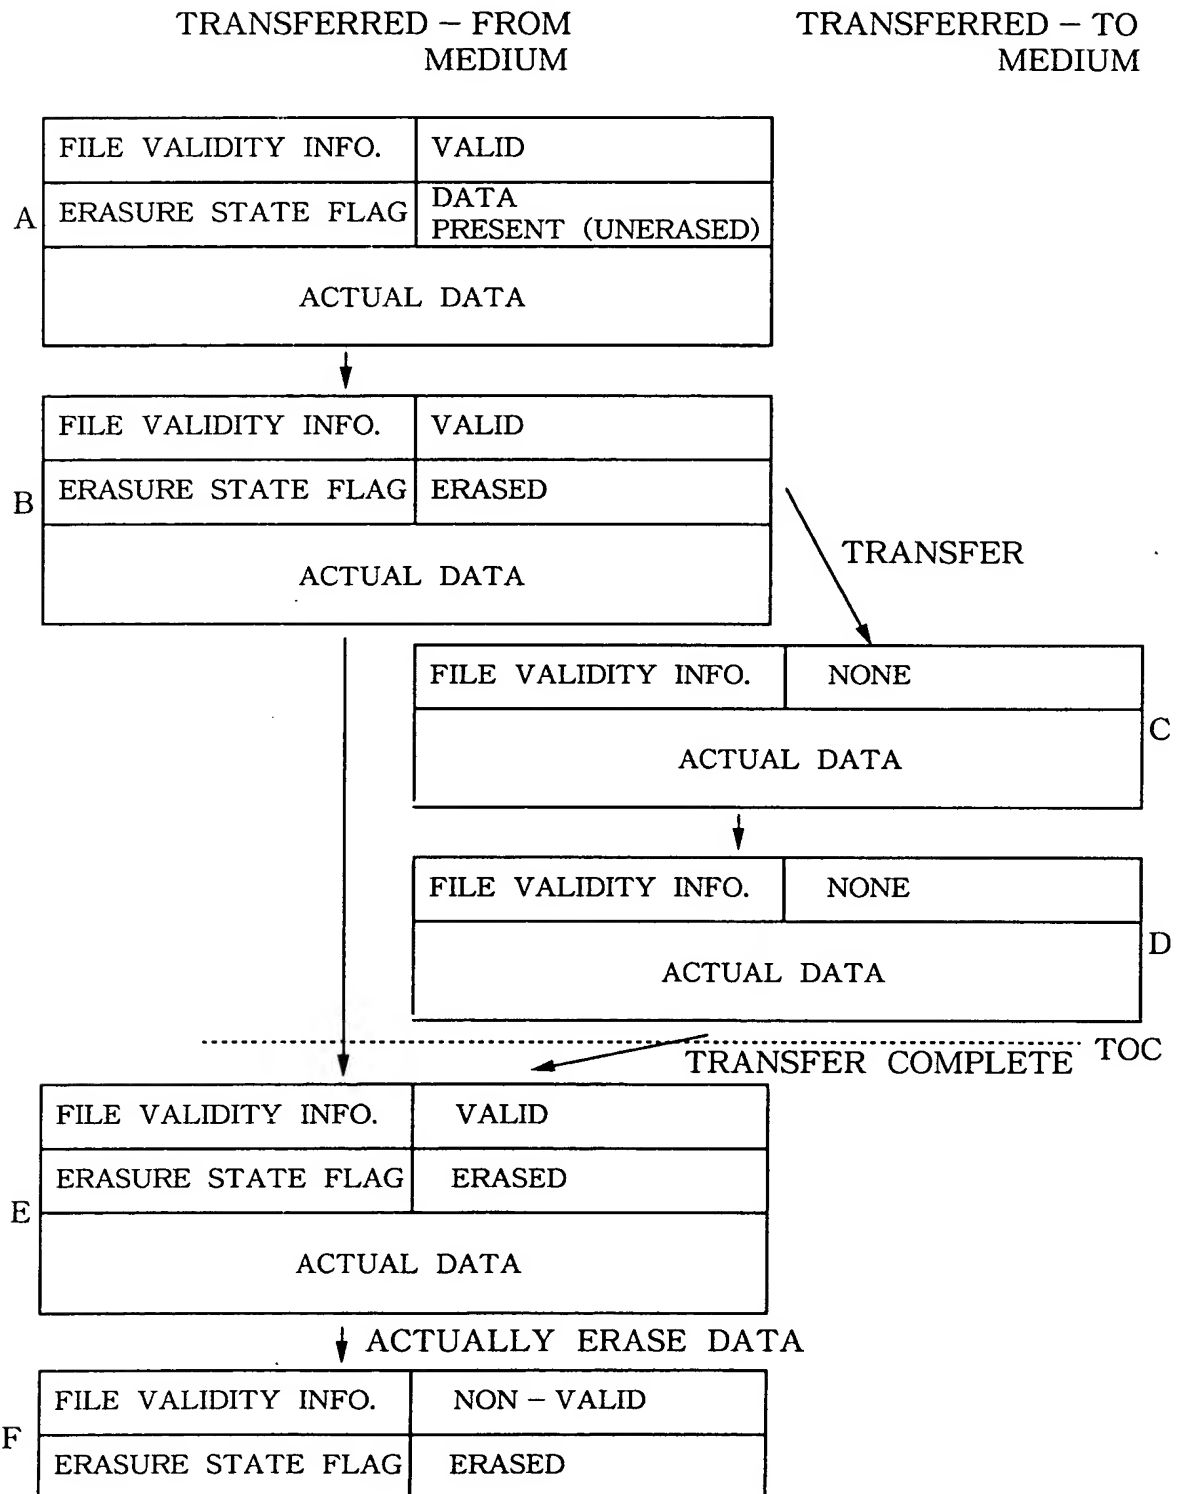 TRANSFERRED – FROM
MEDIUM
TRANSFERRED – TO
MEDIUM
FILE VALIDITY INFO.
VALID
A
ERASURE STATE FLAG
DATA
PRESENT (UNERASED)
ACTUAL DATA
FILE VALIDITY INFO.
VALID
B
ERASURE STATE FLAG
ERASED
ACTUAL DATA
TRANSFER
FILE VALIDITY INFO.
NONE
C
ACTUAL DATA
FILE VALIDITY INFO.
NONE
D
ACTUAL DATA
TOC
TRANSFER COMPLETE
FILE VALIDITY INFO.
VALID
ERASURE STATE FLAG
ERASED
E
ACTUAL DATA
ACTUALLY ERASE DATA
FILE VALIDITY INFO.
NON – VALID
F
ERASURE STATE FLAG
ERASED